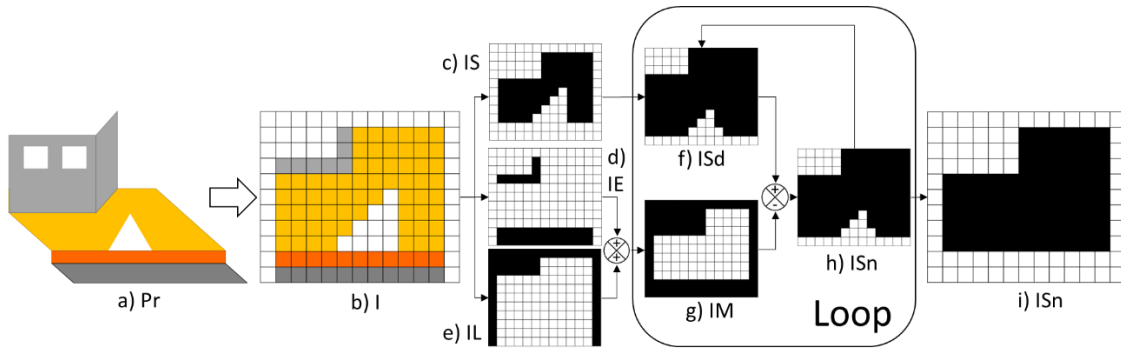 c) IS
d)
IE
f) ISd
+
-
+
+
a) Pr
b) I
e) IL
g) IM
h) ISn
i) ISn
Loop